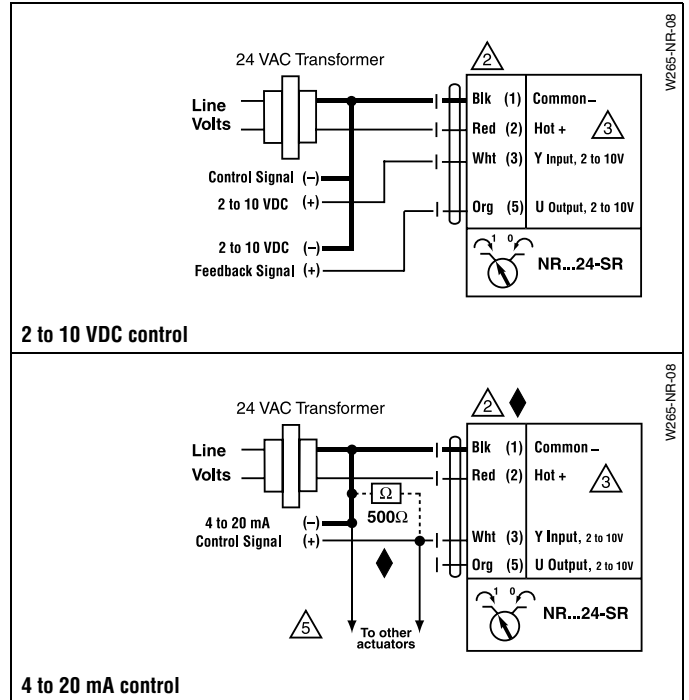 W265-NR-08
24 VAC Transformer
2
Line
Volts
Blk (1) Common –
Red (2) Hot +
3
Wht (3) Y Input, 2 to 10V
Control Signal (–)
2 to 10 VDC (+)
Org (5) U Output, 2 to 10V
2 to 10 VDC (–)
Feedback Signal (+)
1 0
NR...24-SR
2 to 10 VDC control
W265-NR-08
24 VAC Transformer
2
Line
Volts
Blk (1) Common –
Red (2) Hot +
3
Ω
500Ω
4 to 20 mA (–)
Control Signal (+)
Wht (3) Y Input, 2 to 10V
Org (5) U Output, 2 to 10V
1 0
NR...24-SR
5
To other
actuators
4 to 20 mA control